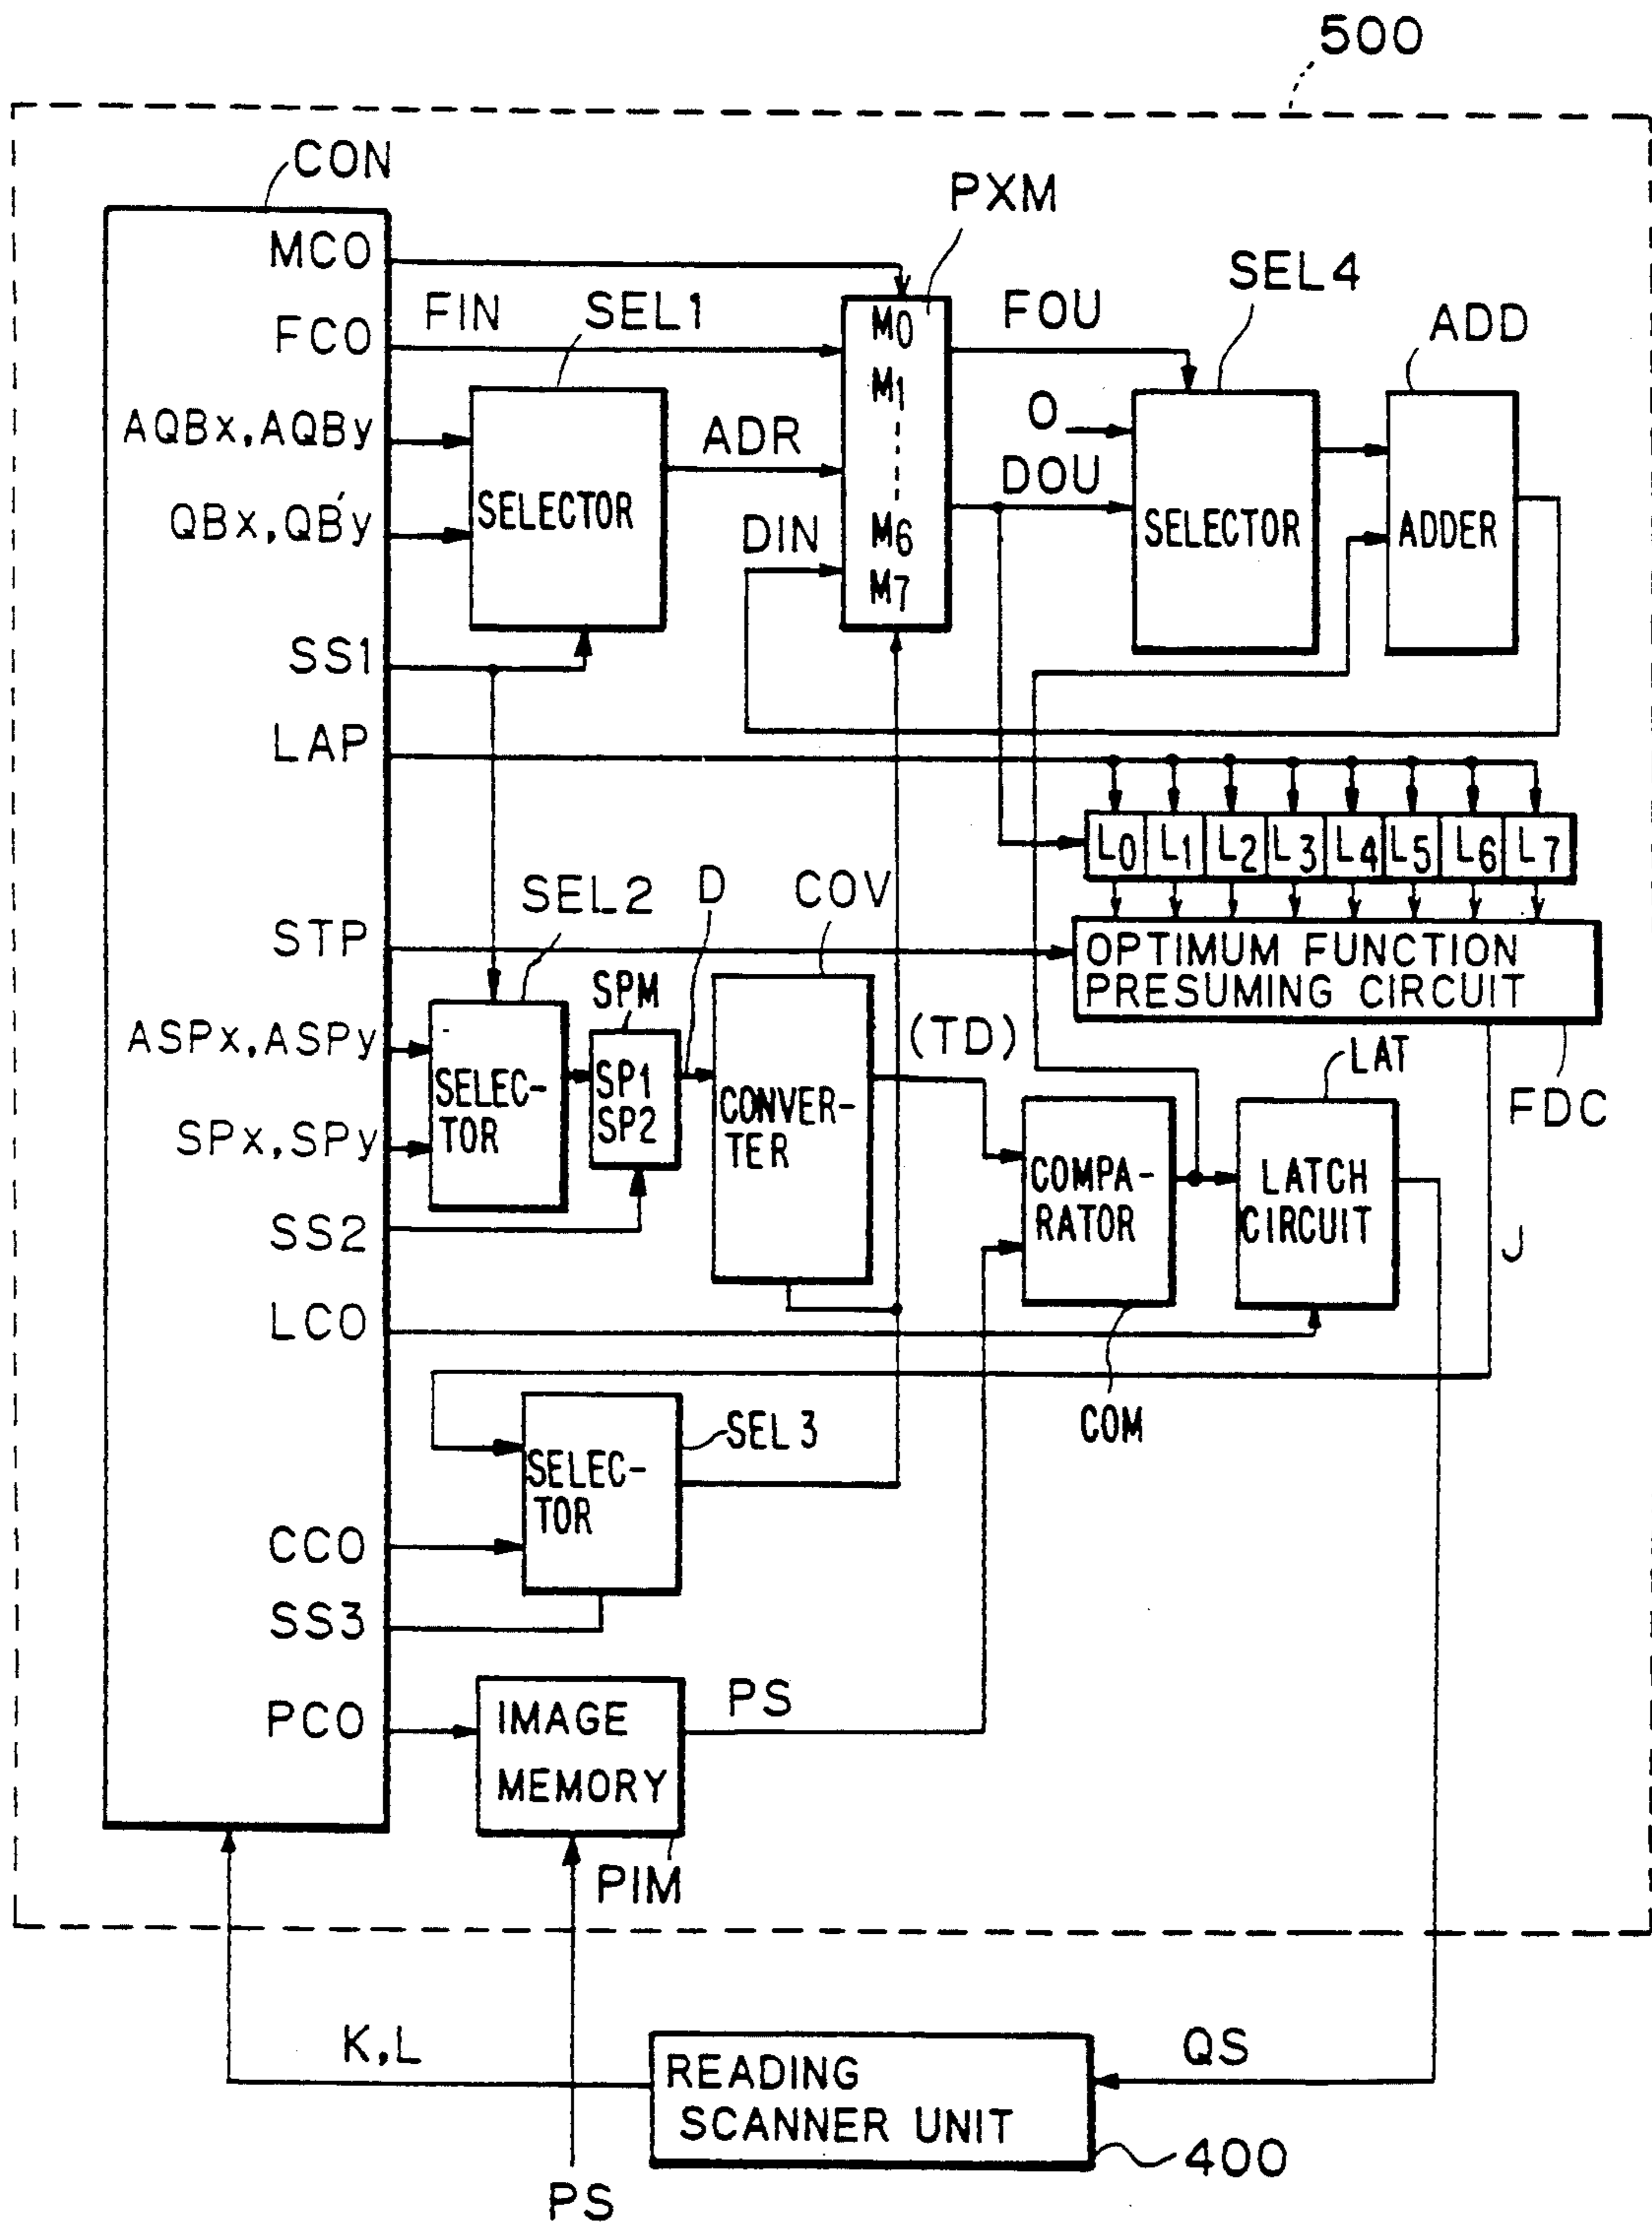 500
CON
MCO
FCO
AQBx, AQBy
QBx, QB'y
SS1
LAP
STP
ASPx, ASPy
SPx, SPy
SS2
LCO
CCO
SS3
PCO
FIN
SEL1
SELECTOR
ADR
DIN
PXM
M0
M1
M6
M7
FOU
O
DOU
SEL4
SELECTOR
ADD
ADDER
L0 L1 L2 L3 L4 L5 L6 L7
OPTIMUM FUNCTION
PRESUMING CIRCUIT
FDC
SEL2
SELEC-
TOR
SPM
SP1
SP2
D
COV
CONVER-
TER
(TD)
COMPA-
RATOR
COM
LAT
LATCH
CIRCUIT
J
SEL3
SELEC-
TOR
IMAGE
MEMORY
PS
PIM
K,L
READING
SCANNER UNIT
QS
400
PS